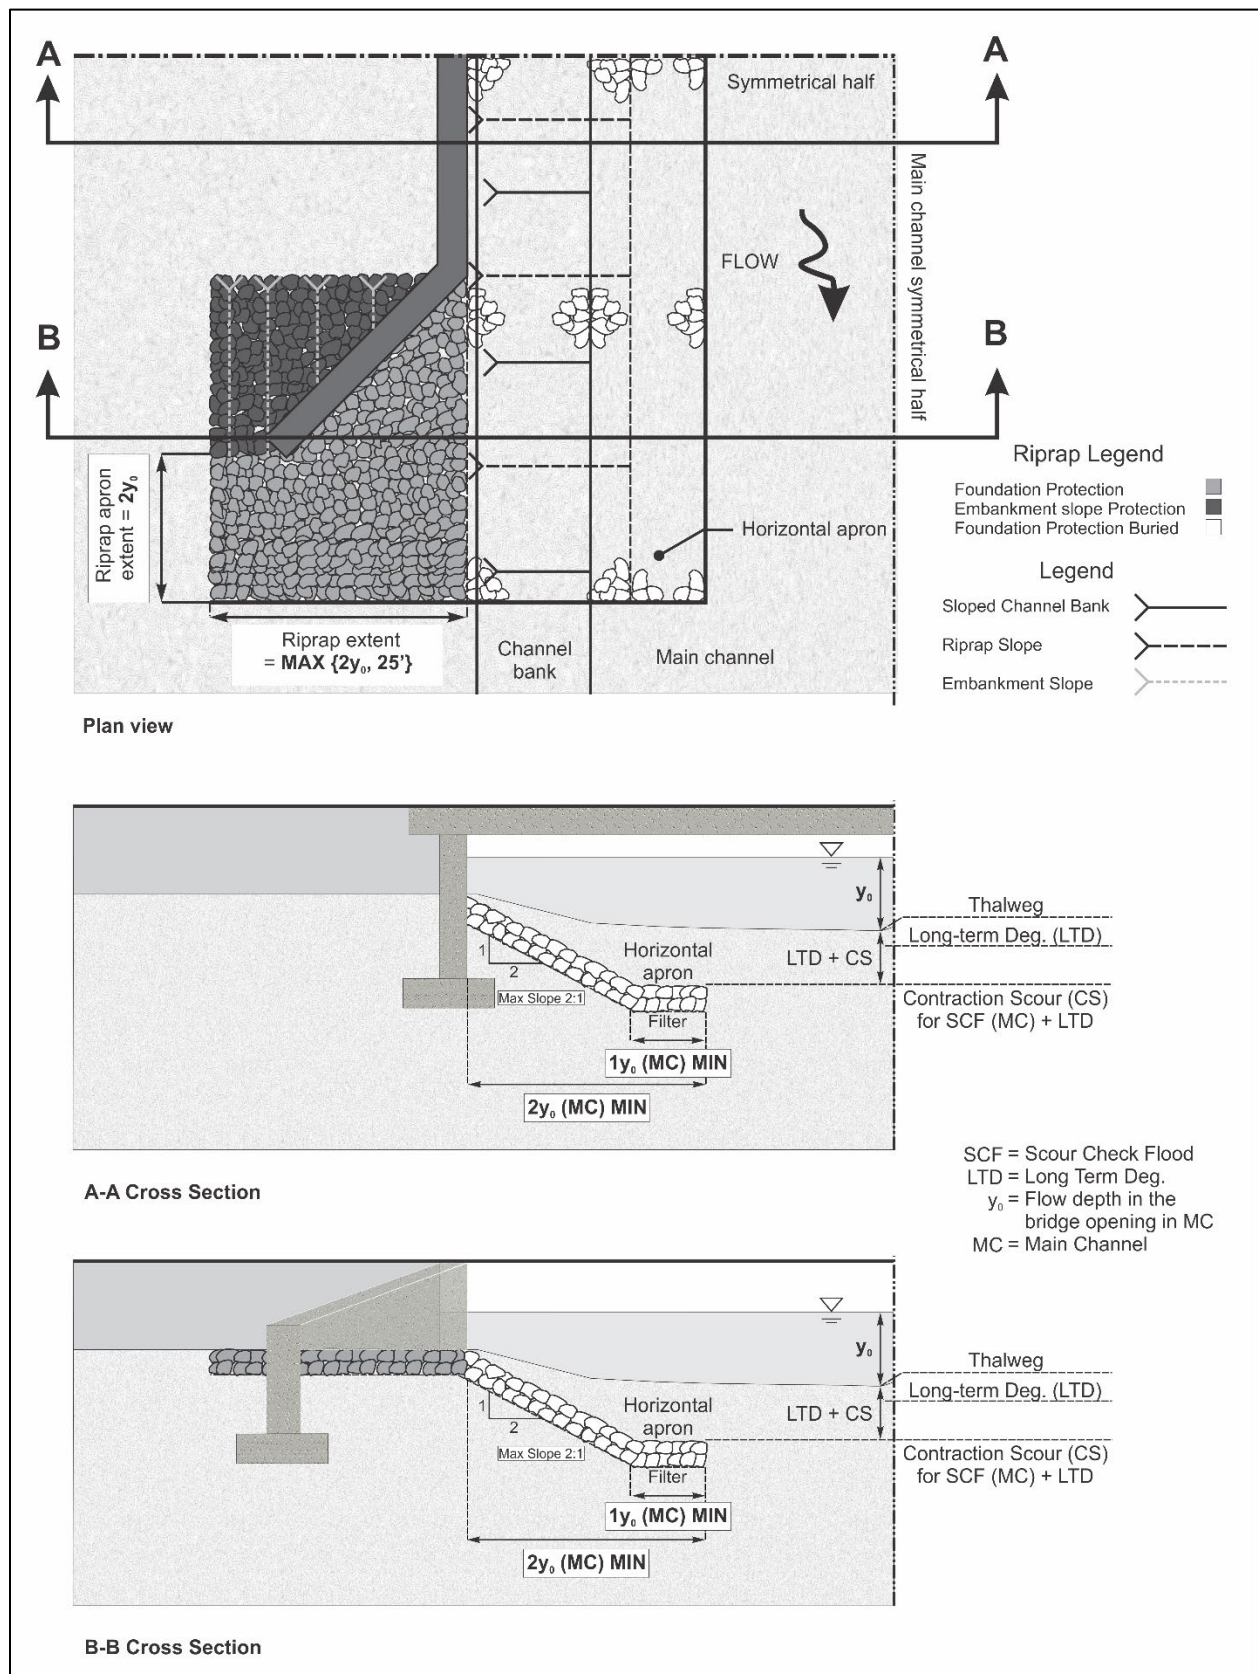 A
A
Symmetrical half
Main channel symmetrical half
FLOW
B
B
Riprap apron
extent = 2y₀
Horizontal apron
Riprap extent
= MAX {2y₀, 25'}
Channel
bank
Main channel
Riprap Legend
Foundation Protection
Embankment slope Protection
Foundation Protection Buried
Legend
Sloped Channel Bank
Riprap Slope
Embankment Slope
Plan view
y₀
Thalweg
Long-term Deg. (LTD)
LTD + CS
Horizontal
apron
1
2
Max Slope 2:1
Filter
Contraction Scour (CS)
for SCF (MC) + LTD
1y₀ (MC) MIN
2y₀ (MC) MIN
A-A Cross Section
SCF = Scour Check Flood
LTD = Long Term Deg.
y₀ = Flow depth in the
bridge opening in MC
MC = Main Channel
y₀
Thalweg
Long-term Deg. (LTD)
LTD + CS
Horizontal
apron
1
2
Max Slope 2:1
Filter
Contraction Scour (CS)
for SCF (MC) + LTD
1y₀ (MC) MIN
2y₀ (MC) MIN
B-B Cross Section